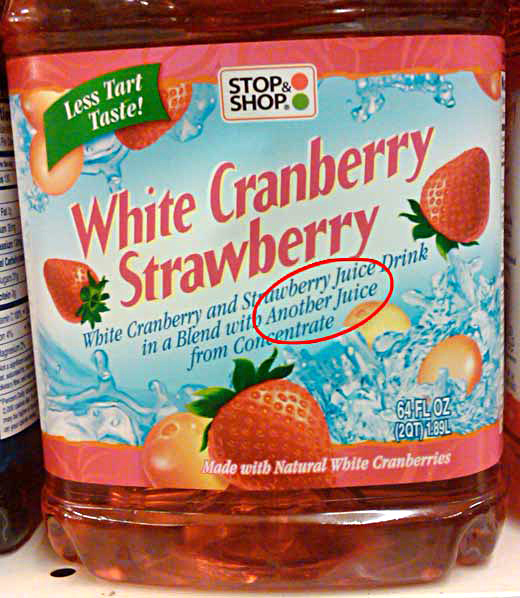 Less Tart
Taste!
STOP&
SHOP®
White Cranberry
Strawberry
White Cranberry and Strawberry Juice Drink
in a Blend with Another Juice
from Concentrate
64 FL OZ
(2QT) 1.89L
Made with Natural White Cranberries